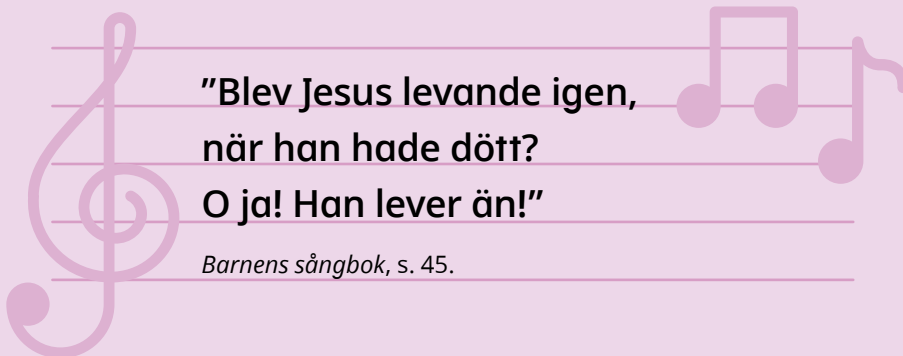 ”Blev Jesus levande igen,
när han hade dött?
O ja! Han lever än!”
Barnens sångbok, s. 45.